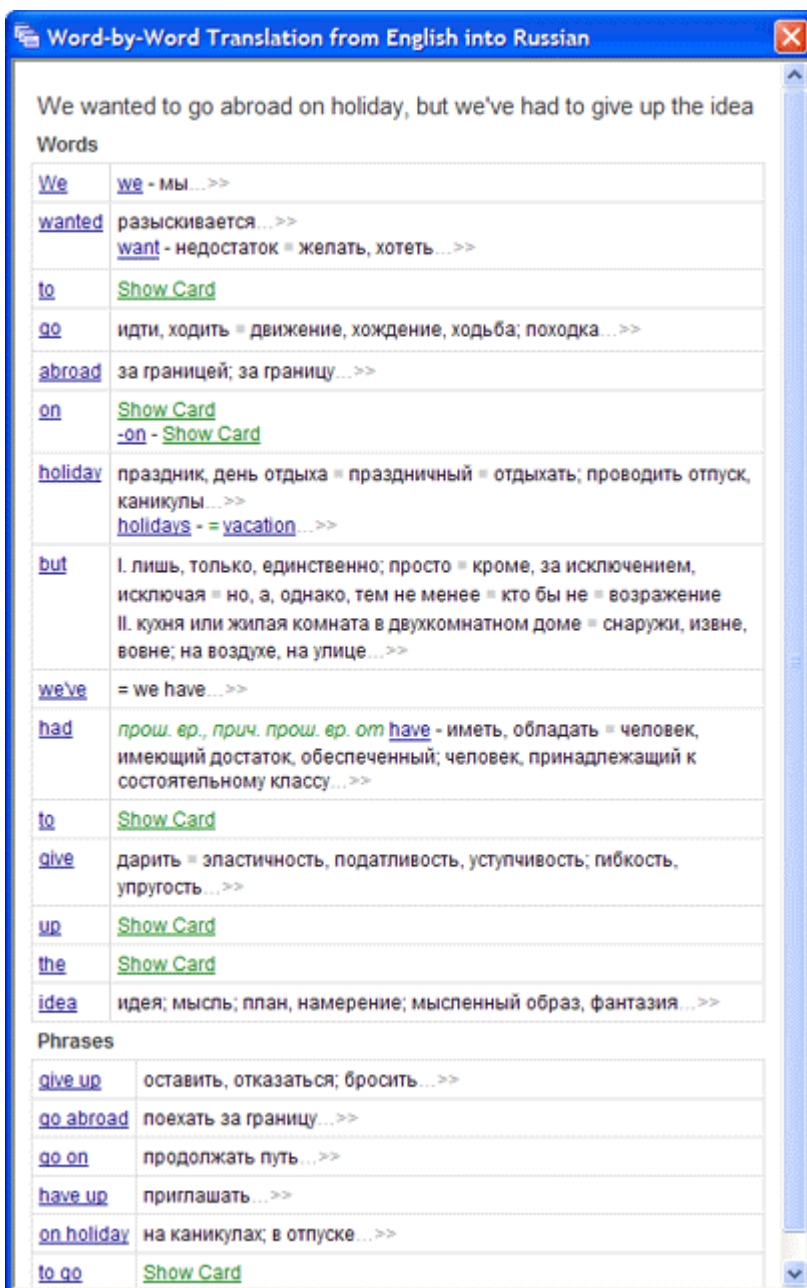 Word-by-Word Translation from English into Russian
We wanted to go abroad on holiday, but we've had to give up the idea
Words
We we - мы...>>
wanted разыскивается...>>
want - недостаток = желать, хотеть...>>
to Show Card
go идти, ходить = движение, хождение, ходьба; походка...>>
abroad за границей; за границу...>>
on Show Card
-on - Show Card
holiday праздник, день отдыха = праздничный = отдыхать; проводить отпуск,
каникулы...>>
holidays - = vacation...>>
but I. лишь, только, единственно; просто = кроме, за исключением,
исключая = но, а, однако, тем не менее = кто бы не = возражение
II. кухня или жилая комната в двухкомнатном доме = снаружи, извне,
вовне; на воздухе, на улице...>>
we've = we have...>>
had прош. вр., прич. прош. вр. от have - иметь, обладать = человек,
имеющий достаток, обеспеченный; человек, принадлежащий к
состоятельному классу...>>
to Show Card
give дарить = эластичность, податливость, уступчивость; гибкость,
упругость...>>
up Show Card
the Show Card
idea идея; мысль; план, намерение; мысленный образ, фантазия...>>
Phrases
give up оставить, отказаться; бросить...>>
go abroad поехать за границу...>>
go on продолжать путь...>>
have up приглашать...>>
on holiday на каникулах; в отпуске...>>
to go Show Card